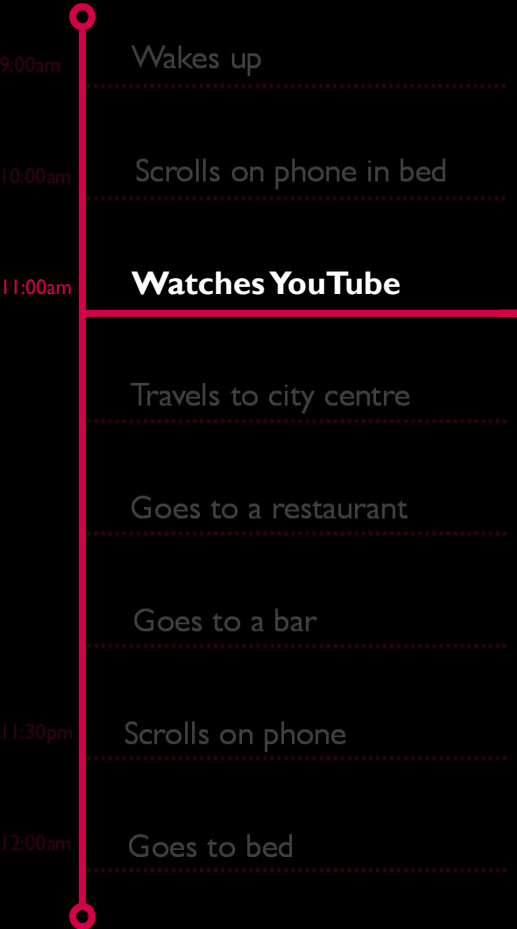 9:00am Wakes up
10:00am Scrolls on phone in bed
11:00am Watches YouTube
Travels to city centre
Goes to a restaurant
Goes to a bar
11:30pm Scrolls on phone
12:00am Goes to bed